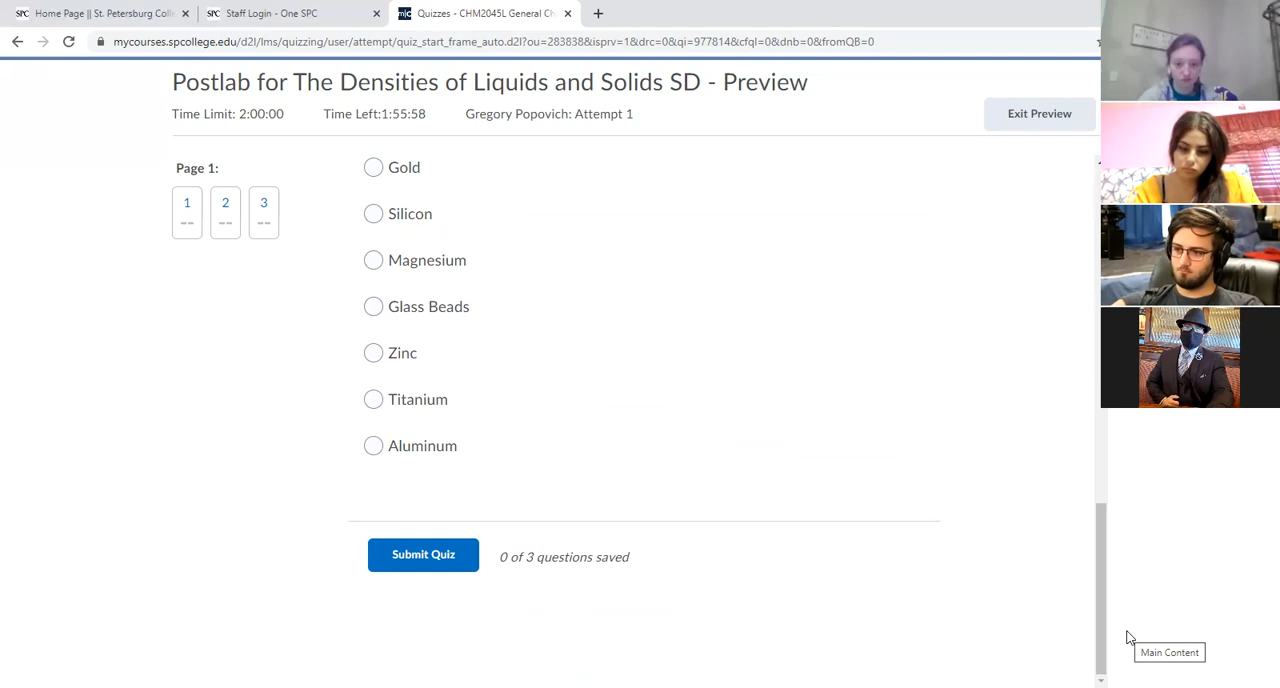 Home Page || St. Petersburg Colle
Staff Login - One SPC
Quizzes - CHM2045L General Ch
mycourses.spcollege.edu/d2l/lms/quizzing/user/attempt/quiz_start_frame_auto.d2l?ou=283838&isprv=1&drc=0&qi=977814&cfql=0&dnb=0&fromQB=0
Postlab for The Densities of Liquids and Solids SD - Preview
Time Limit: 2:00:00 Time Left:1:55:58 Gregory Popovich: Attempt 1
Exit Preview
Page 1:
1 2 3
-- -- --
Gold
Silicon
Magnesium
Glass Beads
Zinc
Titanium
Aluminum
Submit Quiz 0 of 3 questions saved
Main Content